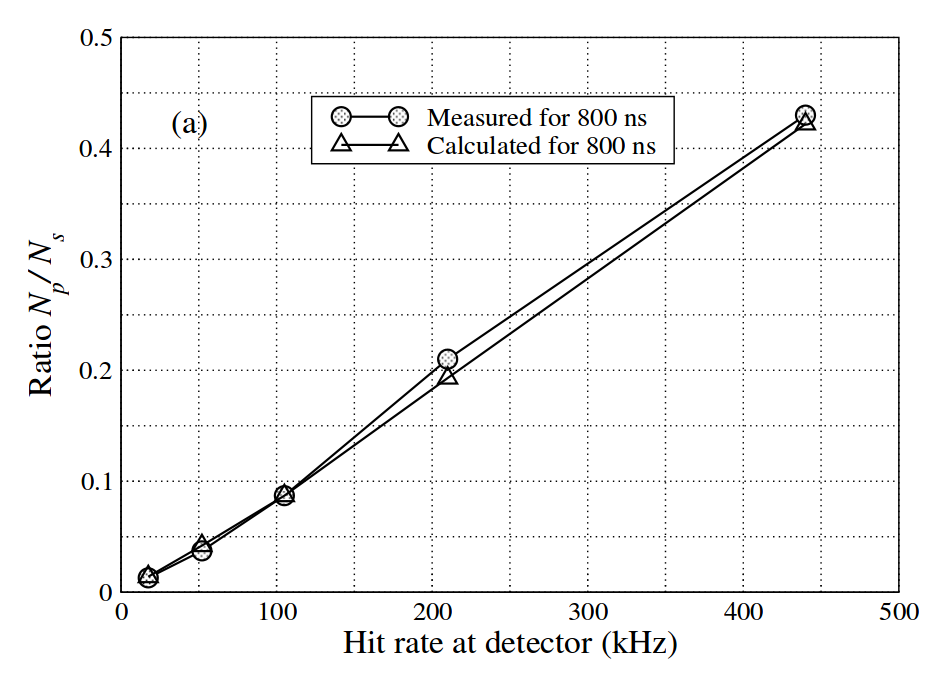 0.5
0.4
0.3
0.2
0.1
0
(a)
Measured for 800 ns
Calculated for 800 ns
Ratio Np/Ns
0 100 200 300 400 500
Hit rate at detector (kHz)